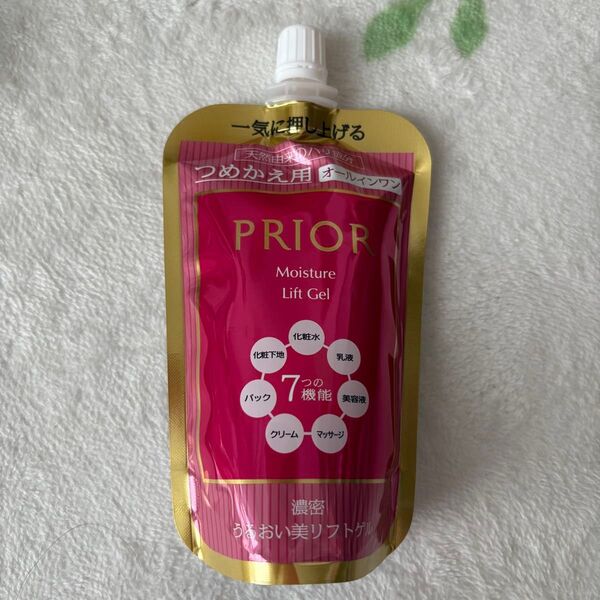 一気に押し上げる
天然由来のハリ成分
つめかえ用 オールインワン
PRIOR
Moisture
Lift Gel
化粧水
乳液
美容液
マッサージ
クリーム
パック
化粧下地
7つの機能
濃密
うるおい美リフトゲル